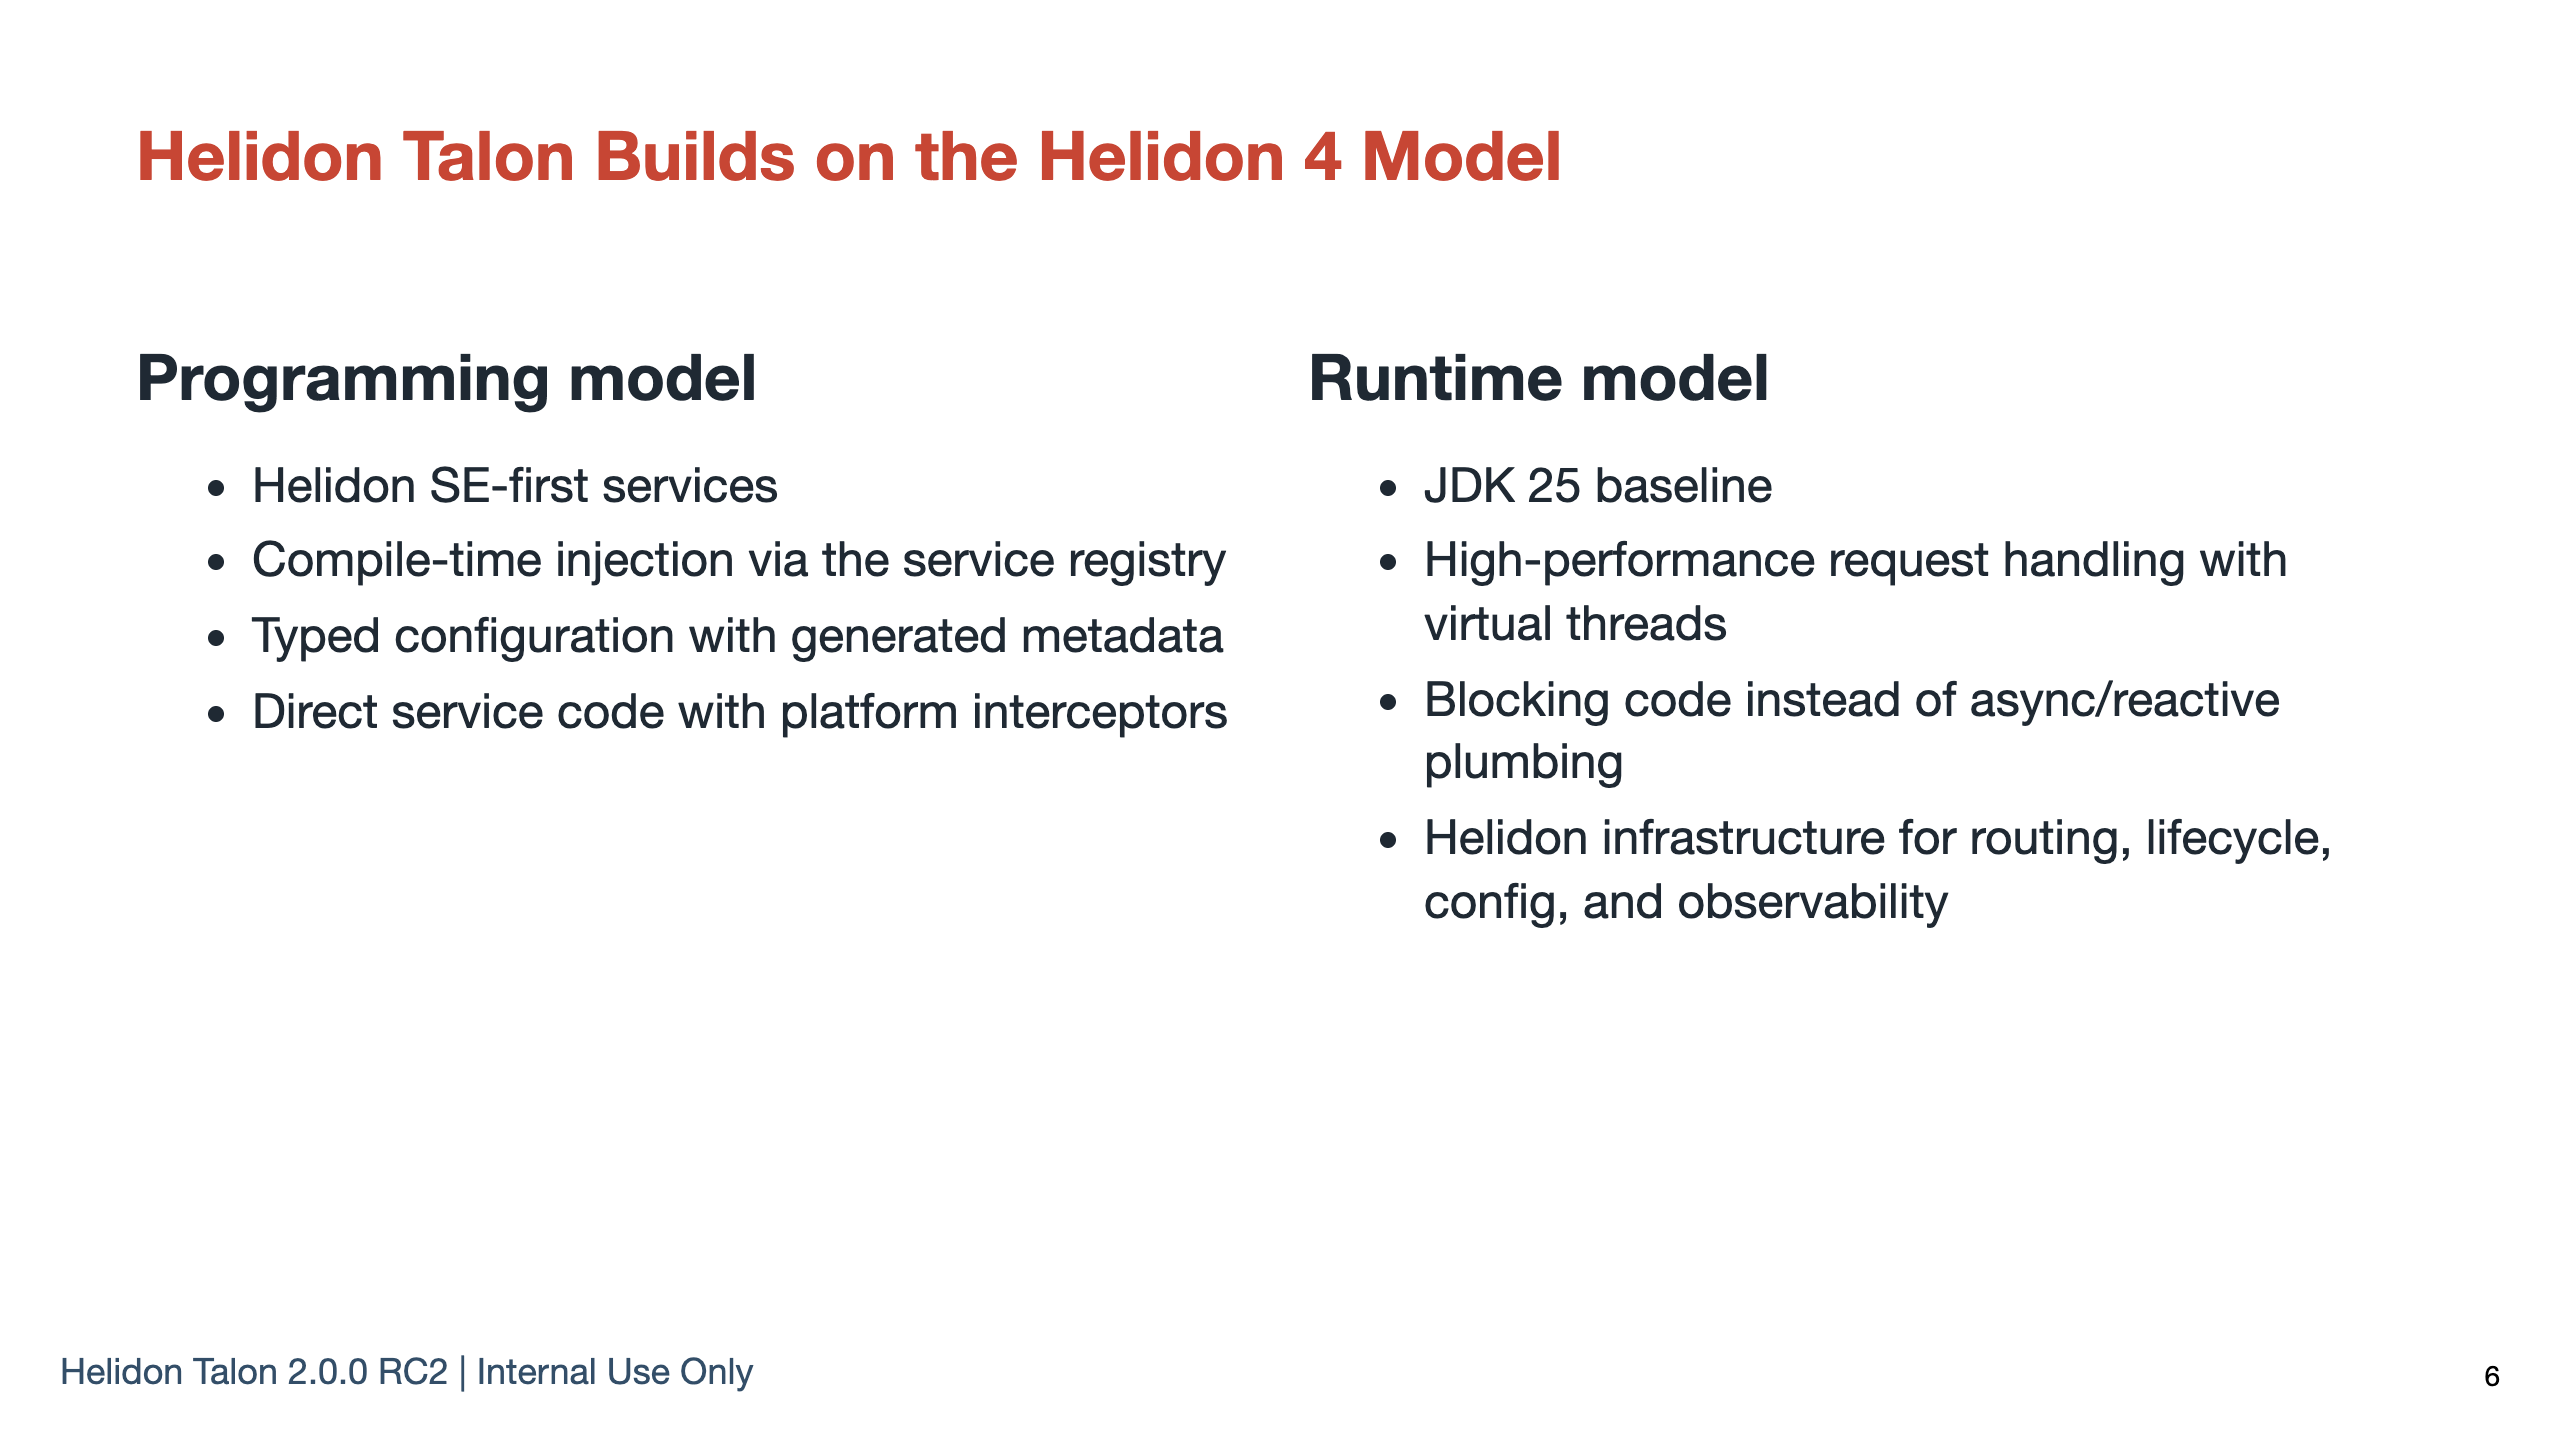 Helidon Talon Builds on the Helidon 4 Model
Programming model
• Helidon SE-first services
• Compile-time injection via the service registry
• Typed configuration with generated metadata
• Direct service code with platform interceptors
Runtime model
• JDK 25 baseline
• High-performance request handling with
virtual threads
• Blocking code instead of async/reactive
plumbing
• Helidon infrastructure for routing, lifecycle,
config, and observability
Helidon Talon 2.0.0 RC2 | Internal Use Only
6